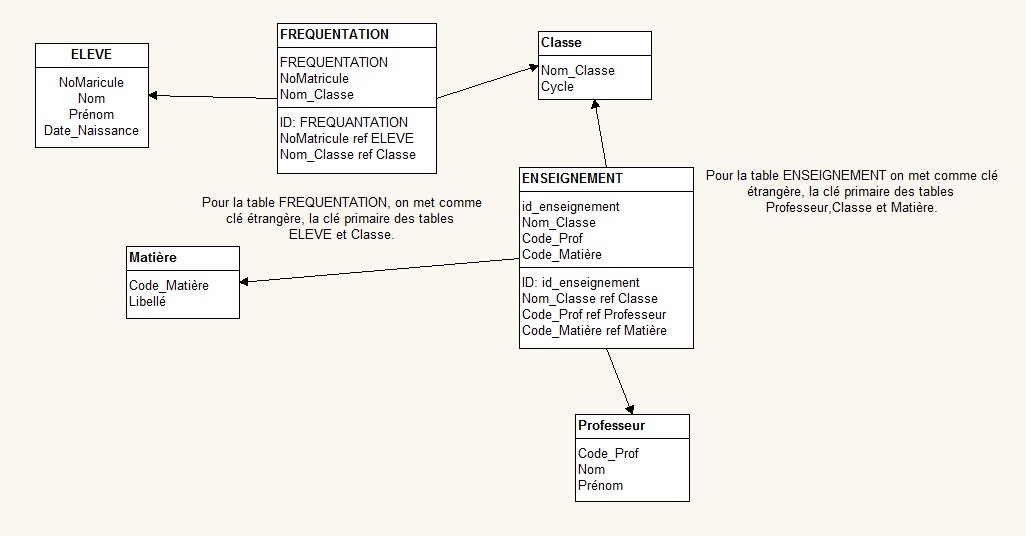 ELEVE
NoMaricule
Nom
Prénom
Date_Naissance
FREQUENTATION
FREQUENTATION
NoMatricule
Nom_Classe
ID: FREQUANTATION
NoMatricule ref ELEVE
Nom_Classe ref Classe
Classe
Nom_Classe
Cycle
Pour la table FREQUENTATION, on met comme
clé étrangère, la clé primaire des tables
ELEVE et Classe.
ENSEIGNEMENT
id_enseignement
Nom_Classe
Code_Prof
Code_Matière
ID: id_enseignement
Nom_Classe ref Classe
Code_Prof ref Professeur
Code_Matière ref Matière
Pour la table ENSEIGNEMENT on met comme clé
étrangère, la clé primaire des tables
Professeur,Classe et Matière.
Matière
Code_Matière
Libellé
Professeur
Code_Prof
Nom
Prénom